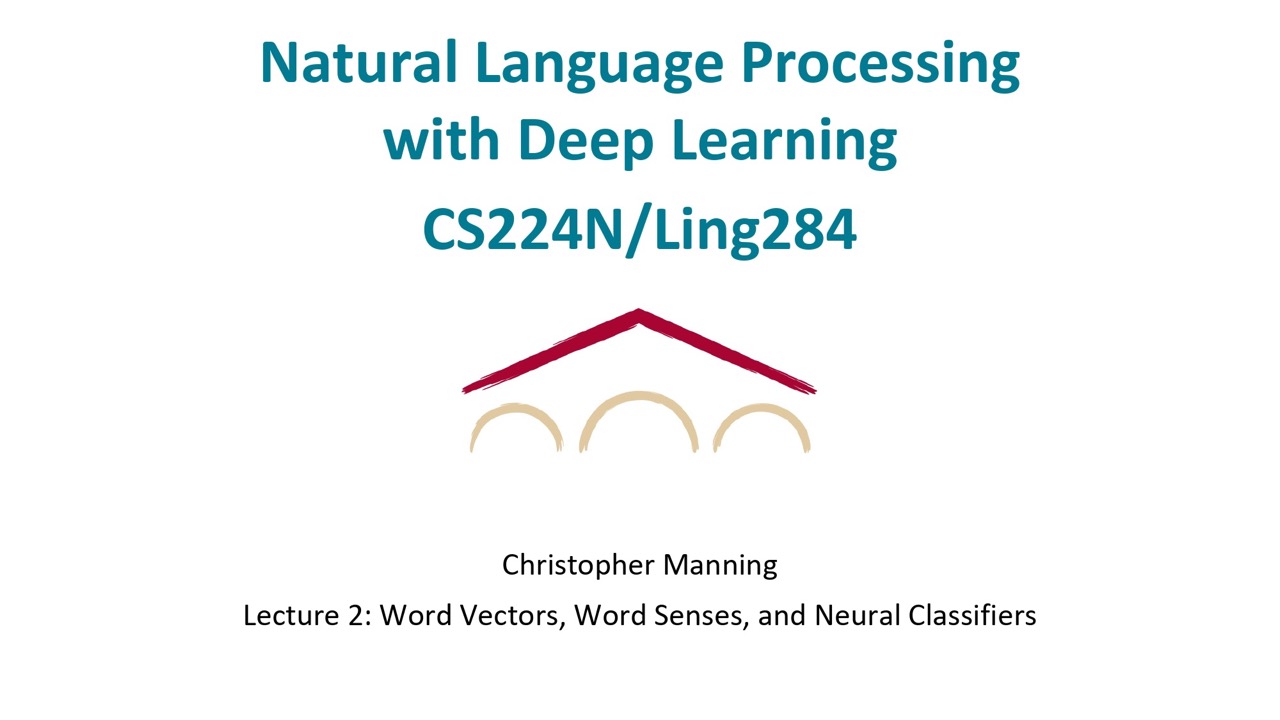 Natural Language Processing
with Deep Learning
CS224N/Ling284
Christopher Manning
Lecture 2: Word Vectors, Word Senses, and Neural Classifiers